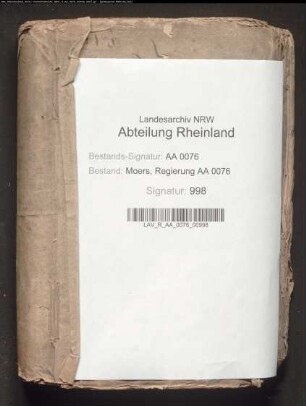 Landesarchiv NRW
Abteilung Rheinland
Bestands-Signatur: AA 0076
Bestand: Moers, Regierung AA 0076
Signatur: 998
LAV_R_AA_0076_00998